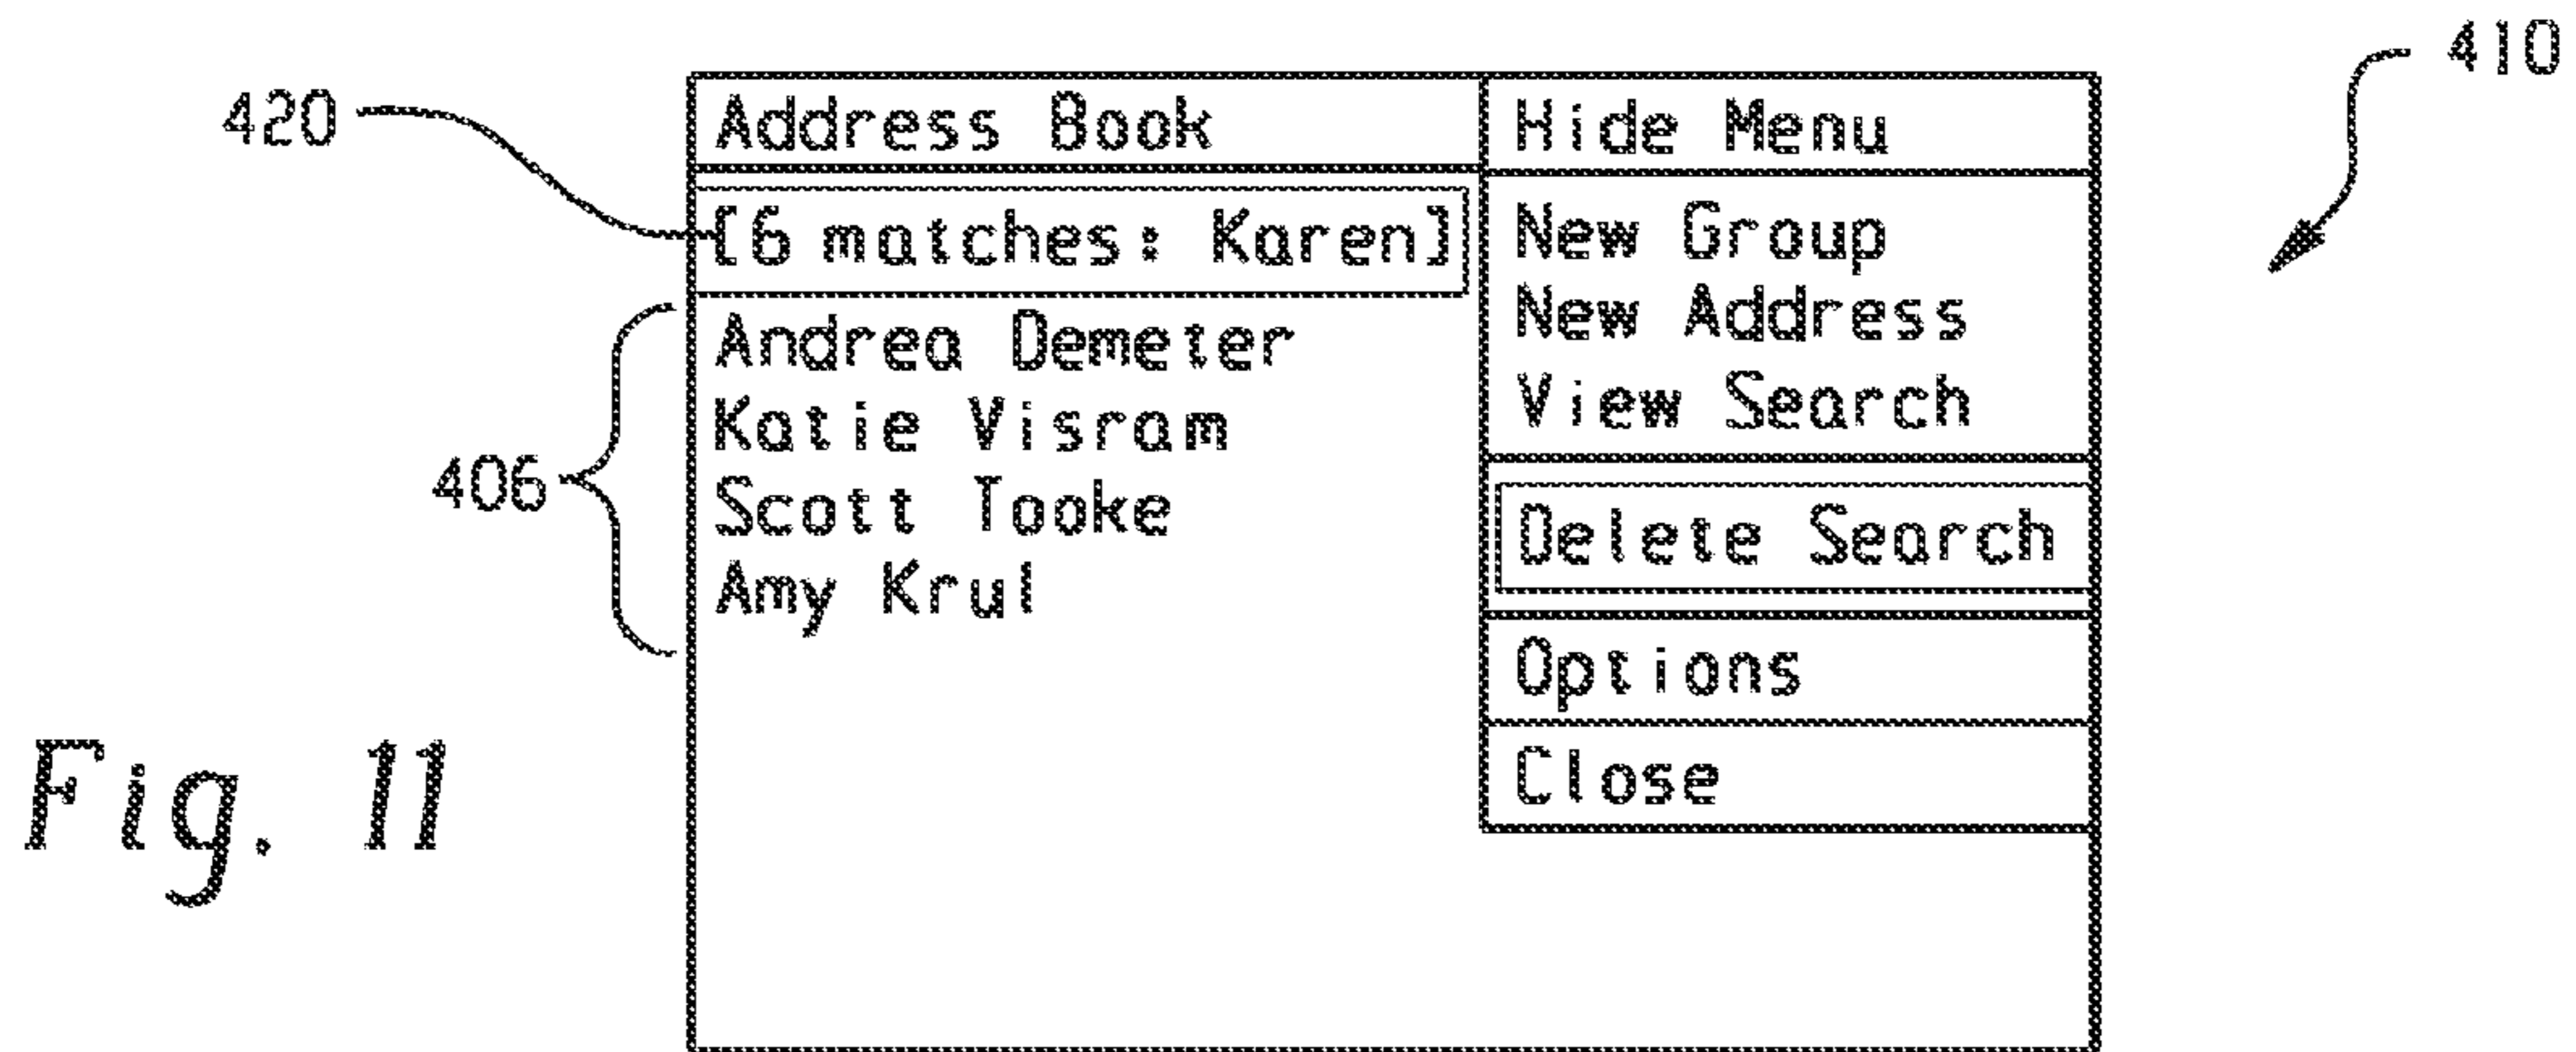 410
420
Address Book
[6 matches: Karen]
406
Andrea Demeter
Katie Visram
Scott Tooke
Amy Krul
Hide Menu
New Group
New Address
View Search
Delete Search
Options
Close
Fig. 11